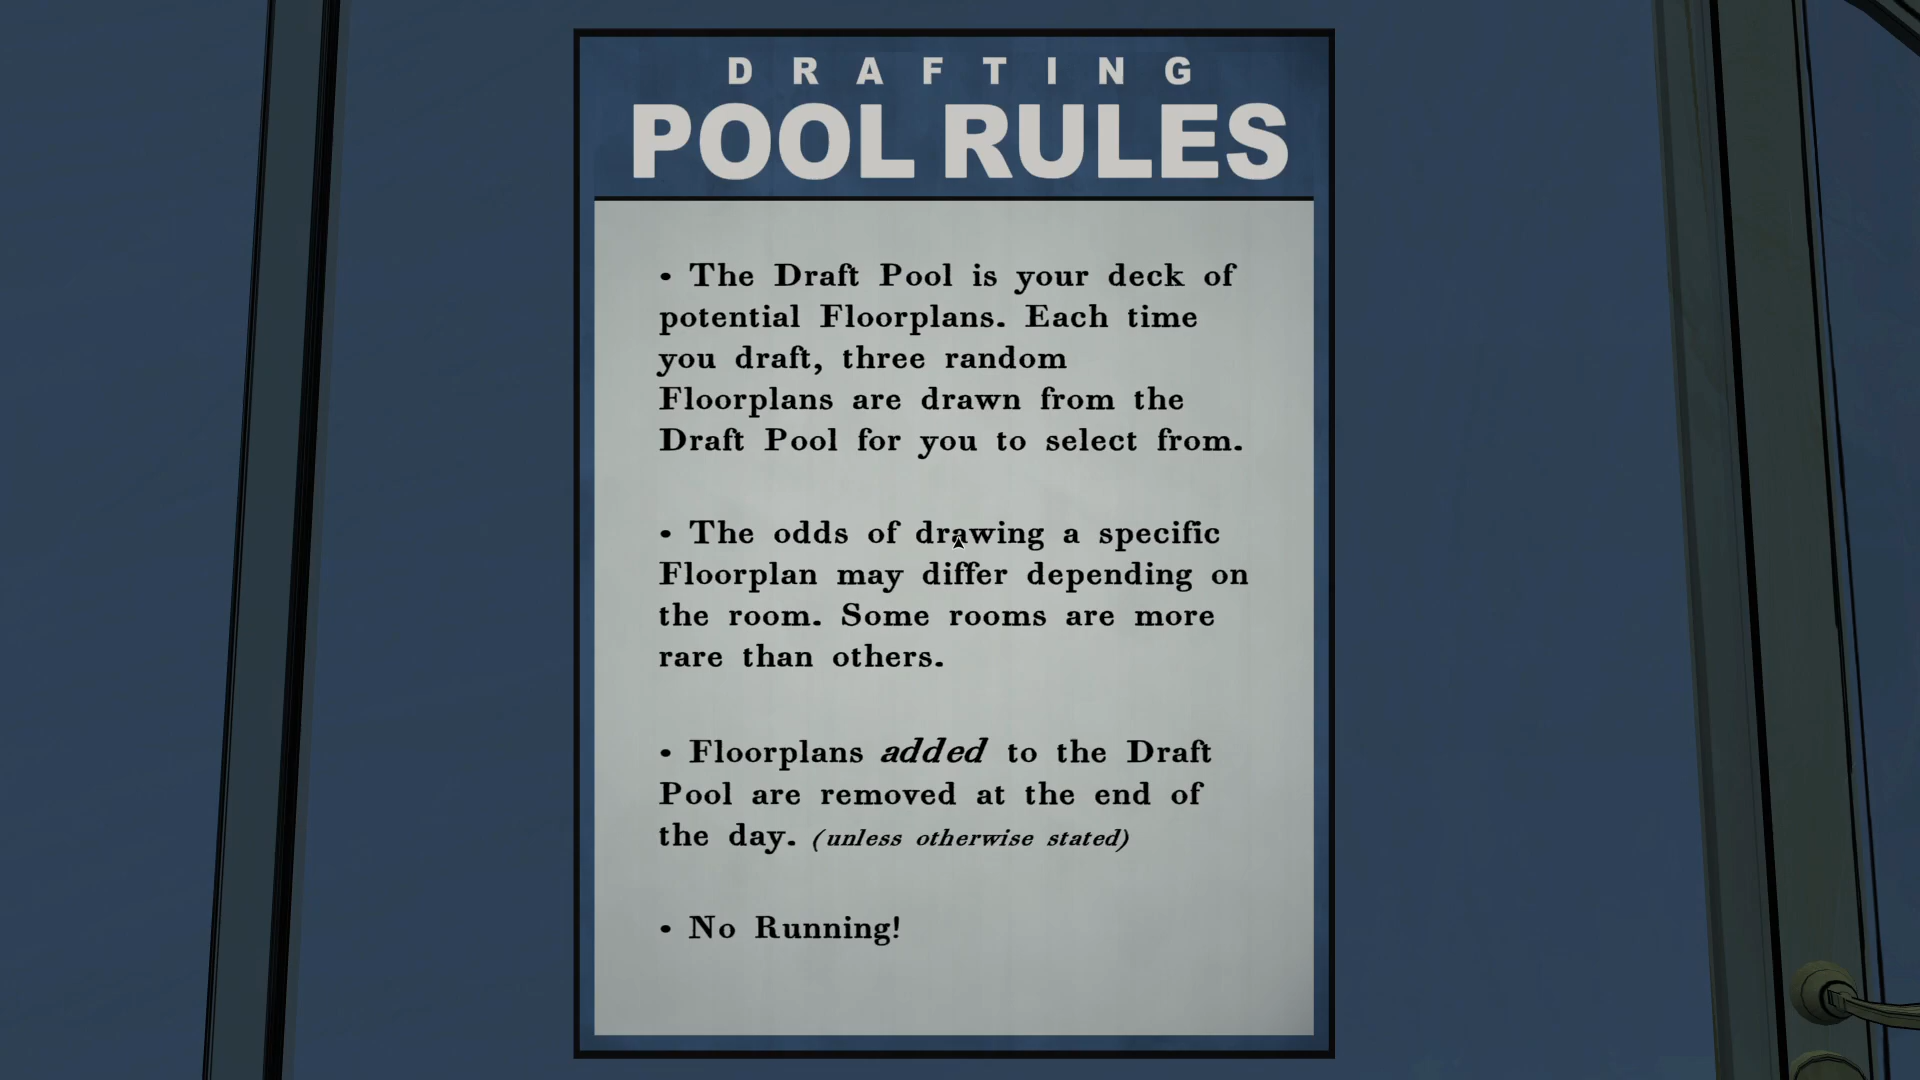 DRAFTING
POOL RULES
• The Draft Pool is your deck of
potential Floorplans. Each time
you draft, three random
Floorplans are drawn from the
Draft Pool for you to select from.
• The odds of drawing a specific
Floorplan may differ depending on
the room. Some rooms are more
rare than others.
• Floorplans added to the Draft
Pool are removed at the end of
the day. (unless otherwise stated)
• No Running!